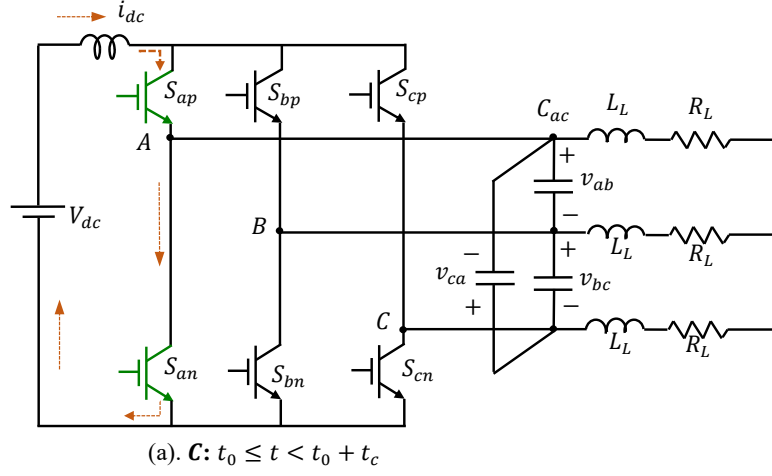 i_dc
S_ap
S_bp
S_cp
A
C_ac
L_L
R_L
+
v_ab
V_dc
B
−
−
+
L_L
R_L
v_ca
v_bc
+
C
−
L_L
R_L
S_an
S_bn
S_cn
(a). C: t_0 ≤ t < t_0 + t_c